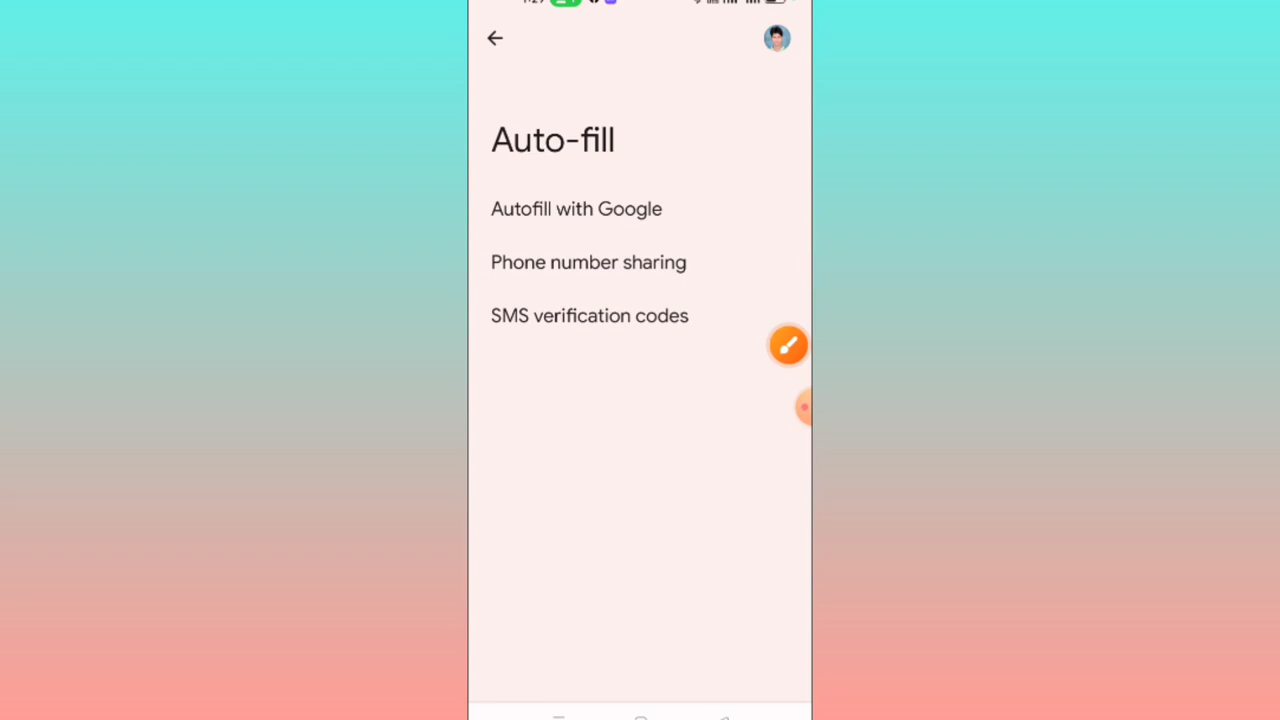 Auto-fill
Autofill with Google
Phone number sharing
SMS verification codes